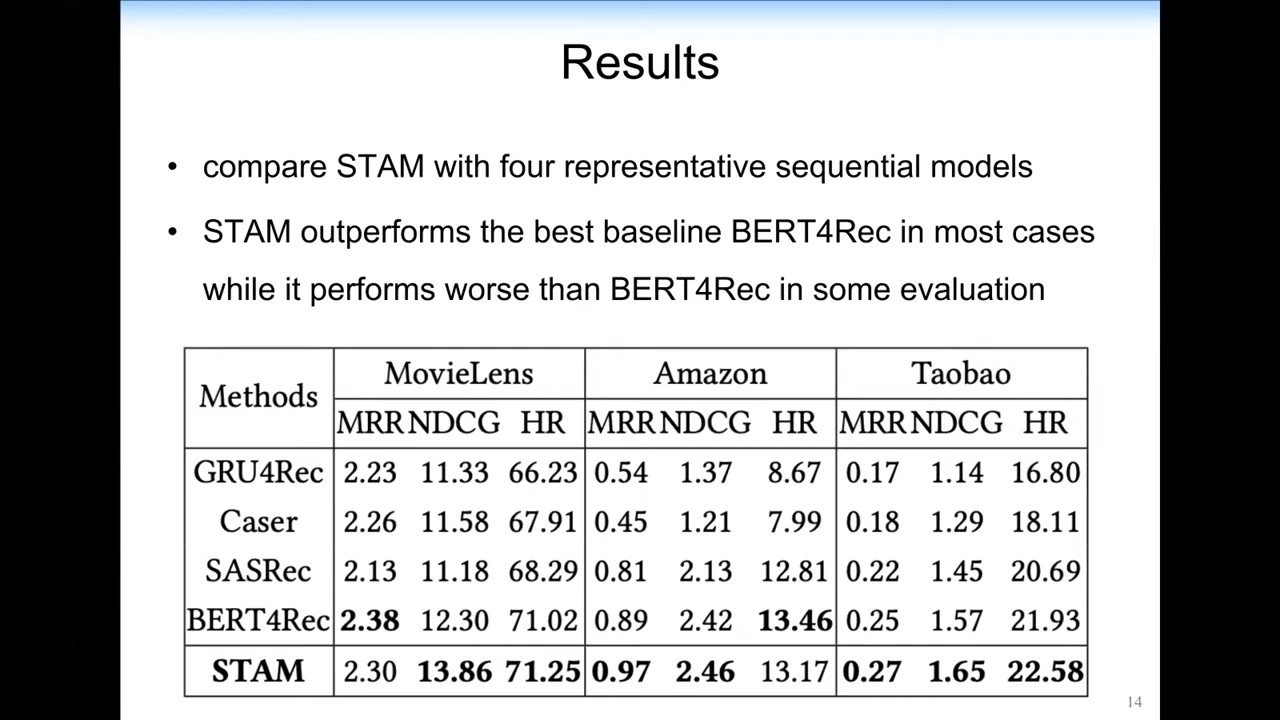 Results
• compare STAM with four representative sequential models
• STAM outperforms the best baseline BERT4Rec in most cases
while it performs worse than BERT4Rec in some evaluation
Methods MovieLens Amazon Taobao
MRR NDCG HR MRR NDCG HR MRR NDCG HR
GRU4Rec 2.23 11.33 66.23 0.54 1.37 8.67 0.17 1.14 16.80
Caser 2.26 11.58 67.91 0.45 1.21 7.99 0.18 1.29 18.11
SASRec 2.13 11.18 68.29 0.81 2.13 12.81 0.22 1.45 20.69
BERT4Rec 2.38 12.30 71.02 0.89 2.42 13.46 0.25 1.57 21.93
STAM 2.30 13.86 71.25 0.97 2.46 13.17 0.27 1.65 22.58
14